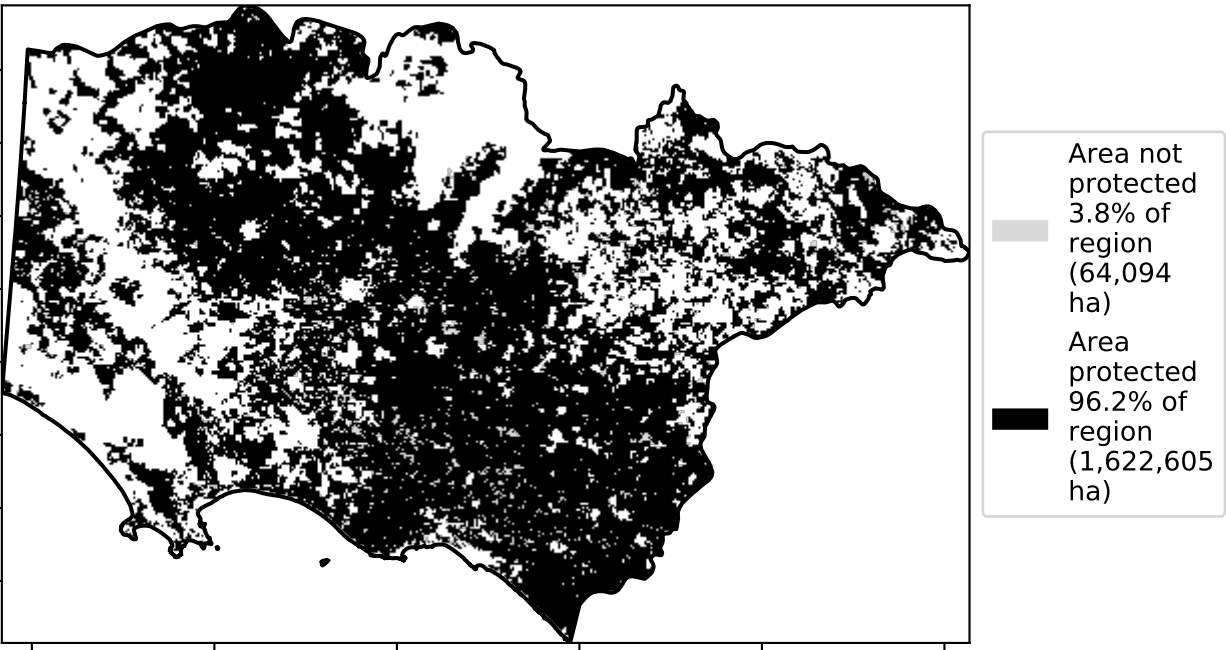 Area not
protected
3.8% of
region
(64,094
ha)
Area
protected
96.2% of
region
(1,622,605
ha)